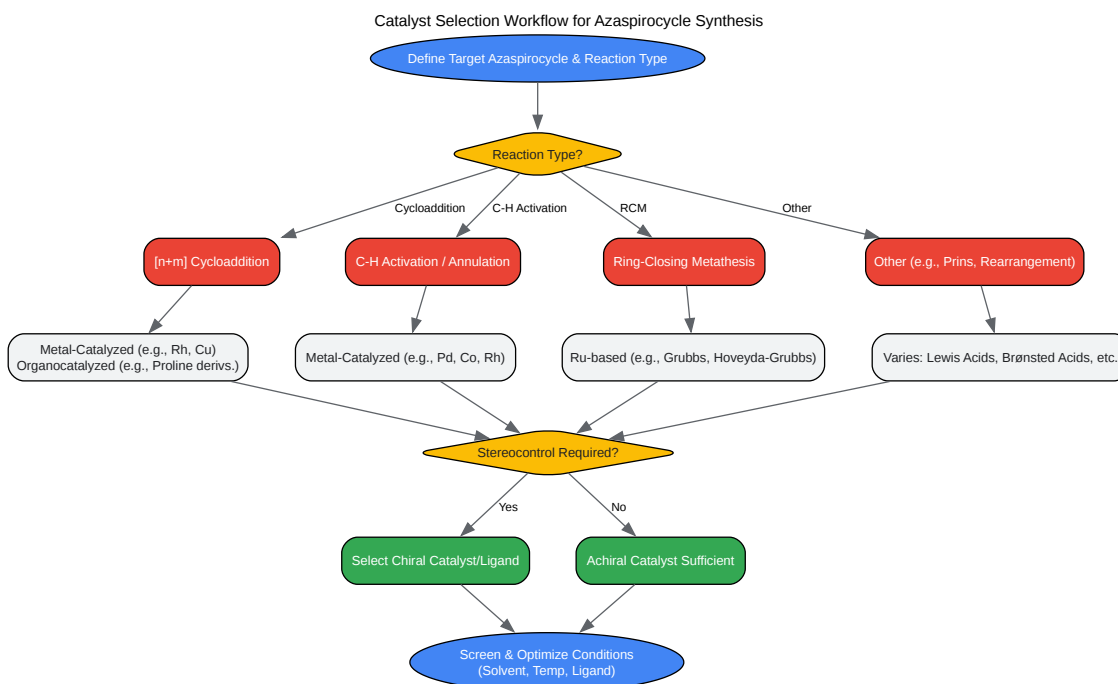 Catalyst Selection Workflow for Azaspirocycle Synthesis
Define Target Azaspirocycle & Reaction Type
Reaction Type?
Cycloaddition
C-H Activation
RCM
Other
[n+m] Cycloaddition
C-H Activation / Annulation
Ring-Closing Metathesis
Other (e.g., Prins, Rearrangement)
Metal-Catalyzed (e.g., Rh, Cu)
Organocatalyzed (e.g., Proline derivs.)
Metal-Catalyzed (e.g., Pd, Co, Rh)
Ru-based (e.g., Grubbs, Hoveyda-Grubbs)
Varies: Lewis Acids, Brønsted Acids, etc.
Stereocontrol Required?
Yes
No
Select Chiral Catalyst/Ligand
Achiral Catalyst Sufficient
Screen & Optimize Conditions
(Solvent, Temp, Ligand)